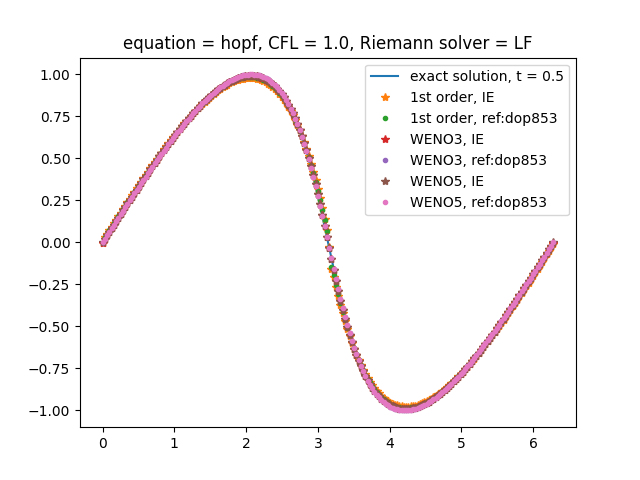 equation = hopf, CFL = 1.0, Riemann solver = LF
exact solution, t = 0.5
1st order, IE
1st order, ref:dop853
WENO3, IE
WENO3, ref:dop853
WENO5, IE
WENO5, ref:dop853
1.00
0.75
0.50
0.25
0.00
−0.25
−0.50
−0.75
−1.00
0 1 2 3 4 5 6